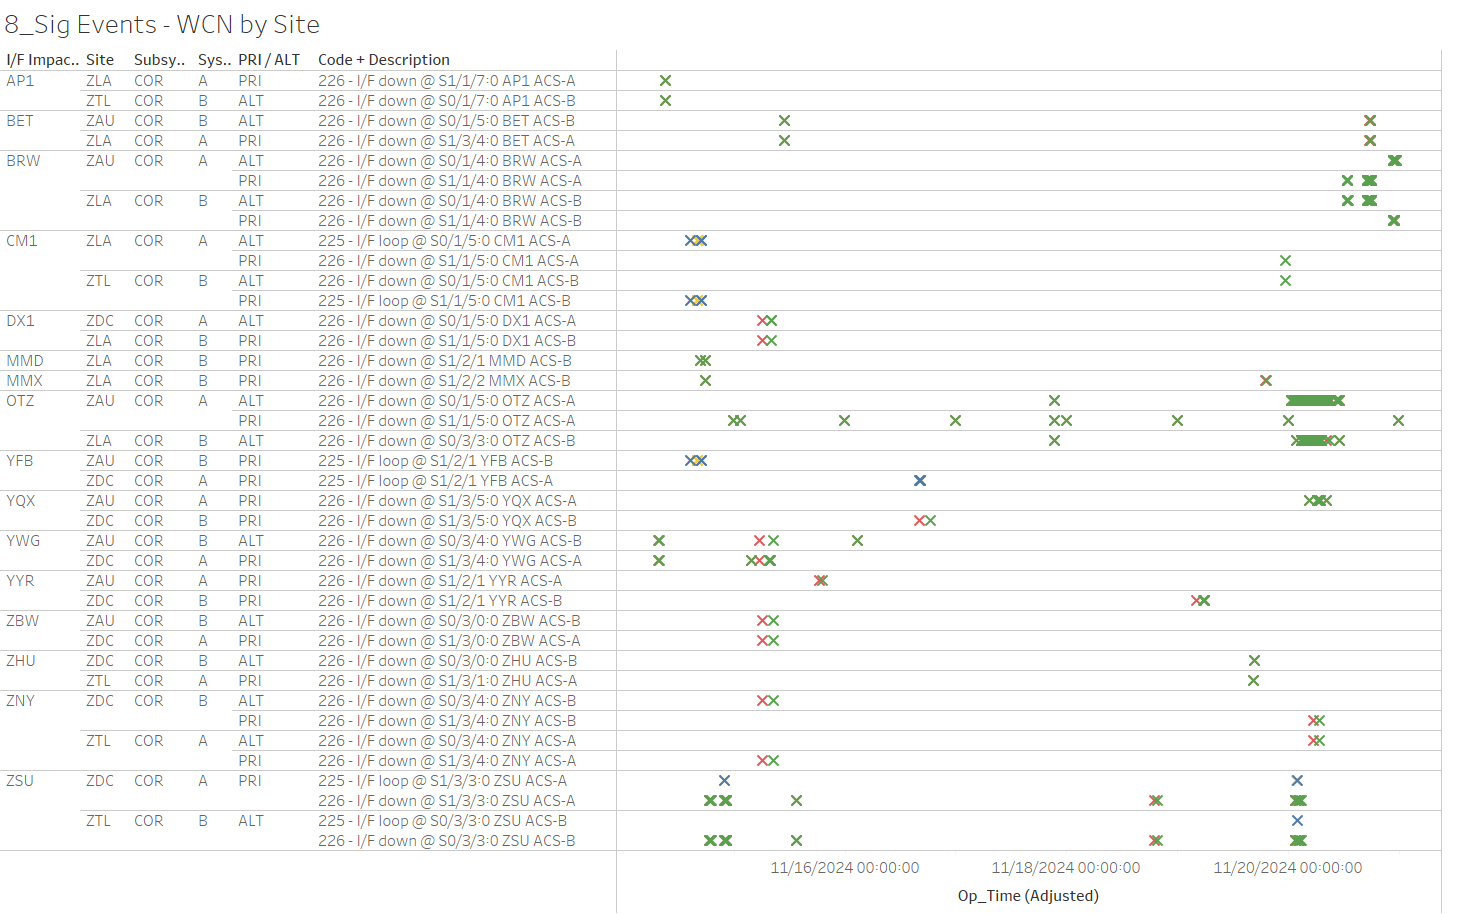 8_Sig Events - WCN by Site
I/F Impac.. Site Subsy.. Sys.. PRI / ALT Code + Description
AP1 ZLA COR A PRI 226 - I/F down @ S1/1/7:0 AP1 ACS-A
ZTL COR B ALT 226 - I/F down @ S0/1/7:0 AP1 ACS-B
BET ZAU COR B ALT 226 - I/F down @ S0/1/5:0 BET ACS-B
ZLA COR A PRI 226 - I/F down @ S1/3/4:0 BET ACS-A
BRW ZAU COR A ALT 226 - I/F down @ S0/1/4:0 BRW ACS-A
PRI 226 - I/F down @ S1/1/4:0 BRW ACS-A
ZLA COR B ALT 226 - I/F down @ S0/1/4:0 BRW ACS-B
PRI 226 - I/F down @ S1/1/4:0 BRW ACS-B
CM1 ZLA COR A ALT 225 - I/F loop @ S0/1/5:0 CM1 ACS-A
PRI 226 - I/F down @ S1/1/5:0 CM1 ACS-A
ZTL COR B ALT 226 - I/F down @ S0/1/5:0 CM1 ACS-B
PRI 225 - I/F loop @ S1/1/5:0 CM1 ACS-B
DX1 ZDC COR A ALT 226 - I/F down @ S0/1/5:0 DX1 ACS-A
ZLA COR B PRI 226 - I/F down @ S1/1/5:0 DX1 ACS-B
MMD ZLA COR B PRI 226 - I/F down @ S1/2/1 MMD ACS-B
MMX ZLA COR B PRI 226 - I/F down @ S1/2/2 MMX ACS-B
OTZ ZAU COR A ALT 226 - I/F down @ S0/1/5:0 OTZ ACS-A
PRI 226 - I/F down @ S1/1/5:0 OTZ ACS-A
ZLA COR B ALT 226 - I/F down @ S0/3/3:0 OTZ ACS-B
YFB ZAU COR B PRI 225 - I/F loop @ S1/2/1 YFB ACS-B
ZDC COR A PRI 225 - I/F loop @ S1/2/1 YFB ACS-A
YQX ZAU COR A PRI 226 - I/F down @ S1/3/5:0 YQX ACS-A
ZDC COR B PRI 226 - I/F down @ S1/3/5:0 YQX ACS-B
YWG ZAU COR B ALT 226 - I/F down @ S0/3/4:0 YWG ACS-B
ZDC COR A PRI 226 - I/F down @ S1/3/4:0 YWG ACS-A
YYR ZAU COR A PRI 226 - I/F down @ S1/2/1 YYR ACS-A
ZDC COR B PRI 226 - I/F down @ S1/2/1 YYR ACS-B
ZBW ZAU COR B ALT 226 - I/F down @ S0/3/0:0 ZBW ACS-B
ZDC COR A PRI 226 - I/F down @ S1/3/0:0 ZBW ACS-A
ZHU ZDC COR B ALT 226 - I/F down @ S0/3/0:0 ZHU ACS-B
ZTL COR A PRI 226 - I/F down @ S1/3/1:0 ZHU ACS-A
ZNY ZDC COR B ALT 226 - I/F down @ S0/3/4:0 ZNY ACS-B
PRI 226 - I/F down @ S1/3/4:0 ZNY ACS-B
ZTL COR A ALT 226 - I/F down @ S0/3/4:0 ZNY ACS-A
PRI 226 - I/F down @ S1/3/4:0 ZNY ACS-A
ZSU ZDC COR A PRI 225 - I/F loop @ S1/3/3:0 ZSU ACS-A
226 - I/F down @ S1/3/3:0 ZSU ACS-A
ZTL COR B ALT 225 - I/F loop @ S0/3/3:0 ZSU ACS-B
226 - I/F down @ S0/3/3:0 ZSU ACS-B
11/16/2024 00:00:00 11/18/2024 00:00:00 11/20/2024 00:00:00
Op_Time (Adjusted)